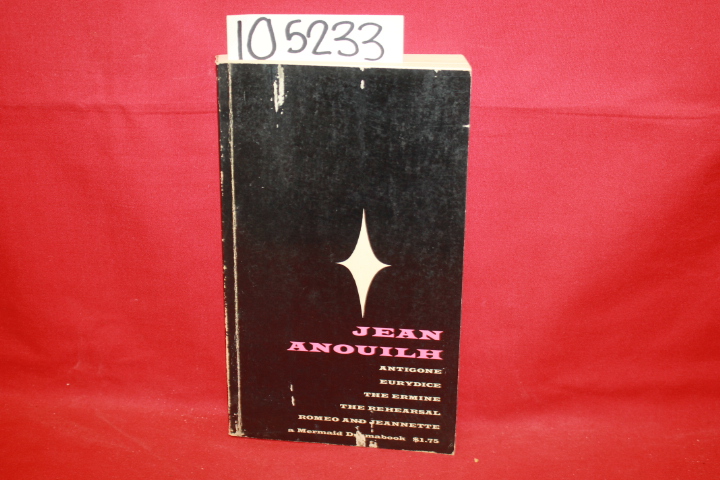 105233
JEAN
ANOUILH
ANTIGONE
EURYDICE
THE ERMINE
THE REHEARSAL
ROMEO AND JEANNETTE
a Mermaid Dramabook $1.75